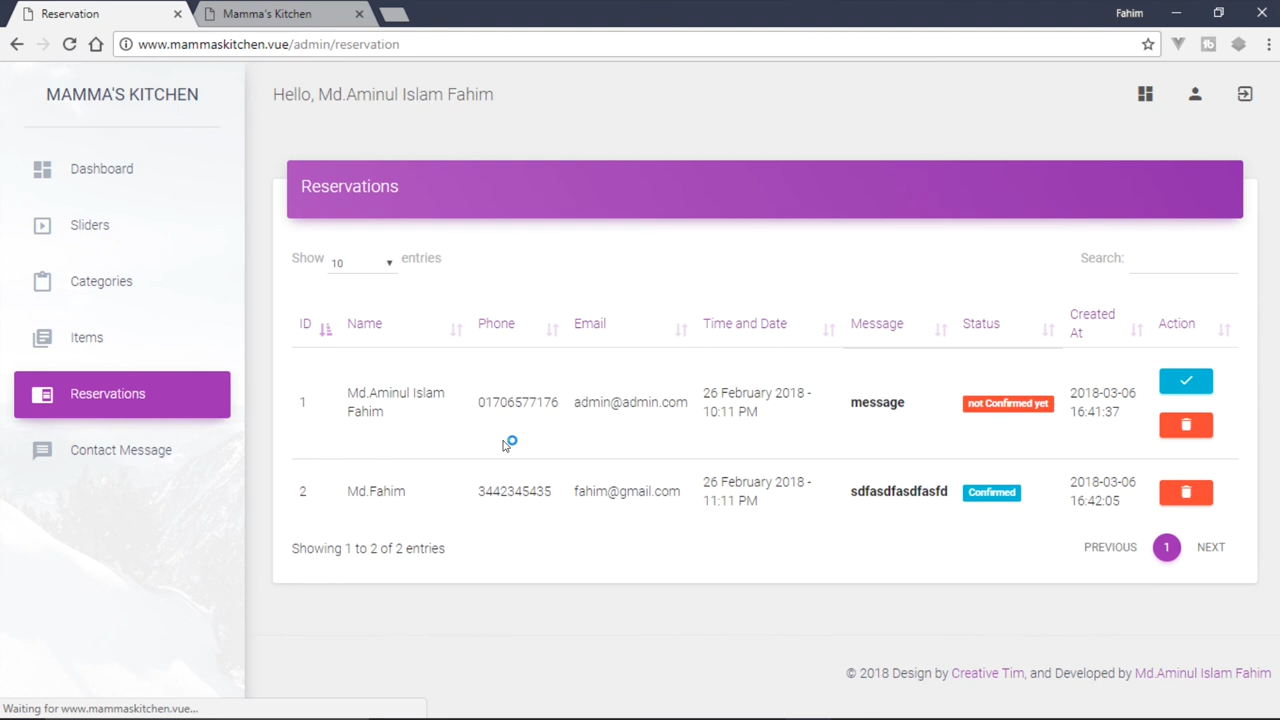 Reservation
Mamma's Kitchen
Fahim
www.mammaskitchen.vue/admin/reservation
MAMMA'S KITCHEN
Hello, Md.Aminul Islam Fahim
Dashboard
Sliders
Categories
Items
Reservations
Contact Message
Reservations
Show 10 entries
Search:
ID Name Phone Email Time and Date Message Status Created At Action
1 Md.Aminul Islam Fahim 01706577176 admin@admin.com 26 February 2018 - 10:11 PM message not Confirmed yet 2018-03-06 16:41:37
2 Md.Fahim 3442345435 fahim@gmail.com 26 February 2018 - 11:11 PM sdfasdfasdfasfd Confirmed 2018-03-06 16:42:05
Showing 1 to 2 of 2 entries
PREVIOUS 1 NEXT
© 2018 Design by Creative Tim, and Developed by Md.Aminul Islam Fahim
Waiting for www.mammaskitchen.vue...